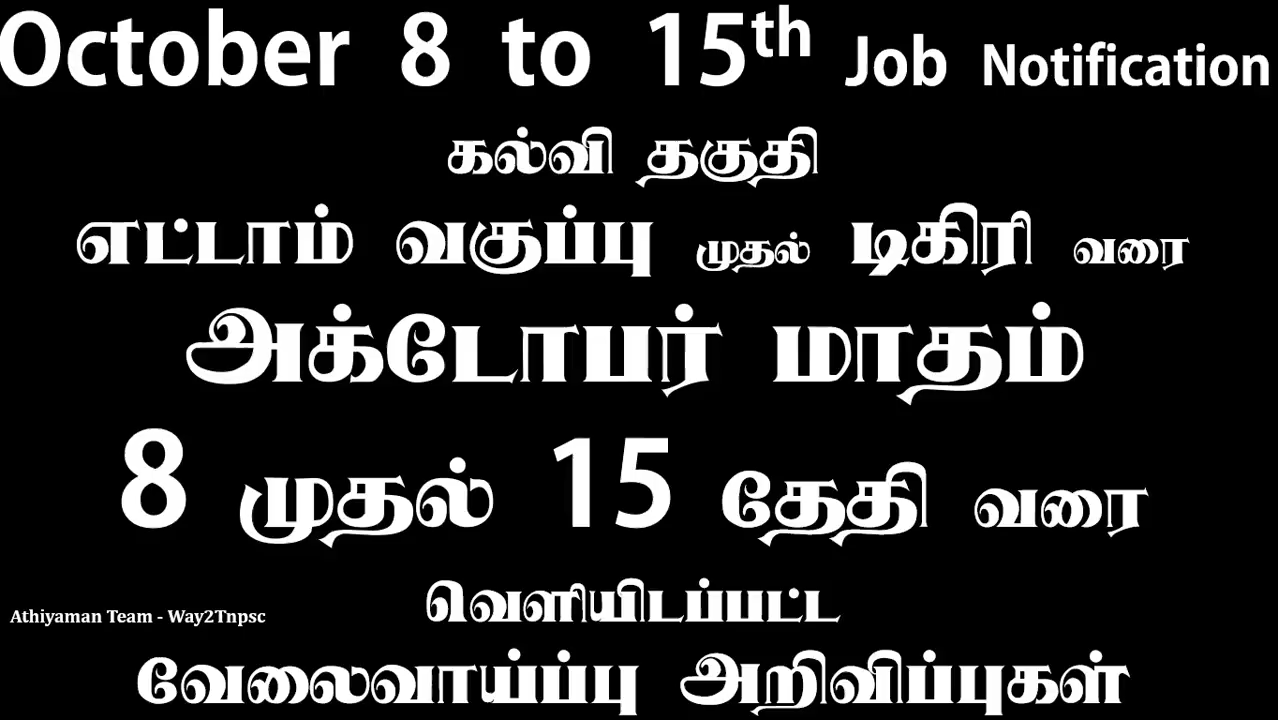 October 8 to 15th Job Notification
கல்வி தகுதி
எட்டாம் வகுப்பு முதல் டிகிரி வரை
அக்டோபர் மாதம்
8 முதல் 15 தேதி வரை
வெளியிடப்பட்ட
Athiyaman Team - Way2Tnpsc
வேலைவாய்ப்பு அறிவிப்புகள்